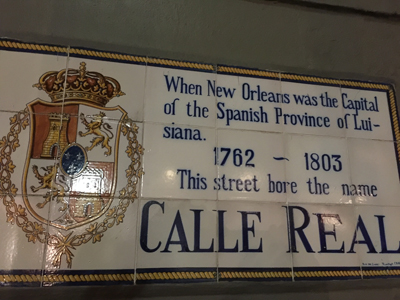 When New Orleans was the Capital
of the Spanish Province of Lui-
siana.
1762 ~ 1803
This street bore the name
CALLE REAL